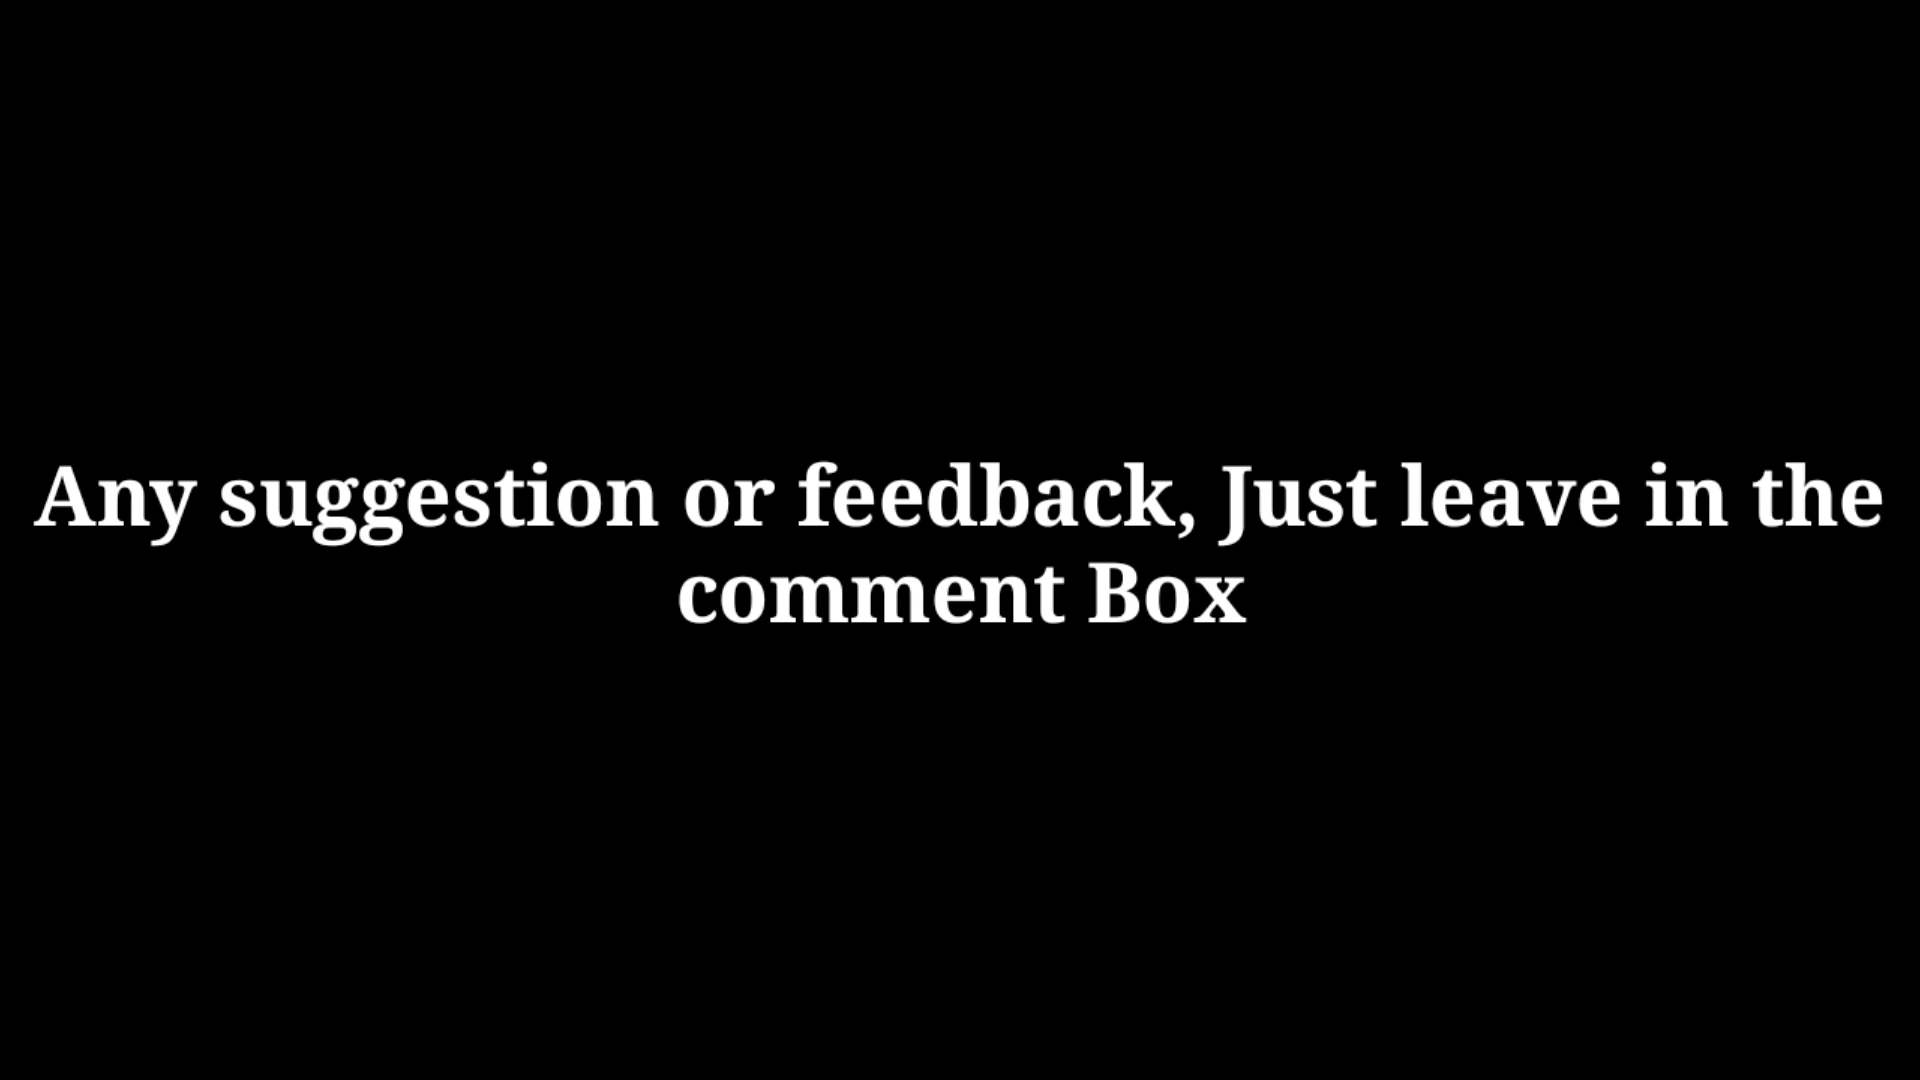 Any suggestion or feedback, Just leave in the
comment Box